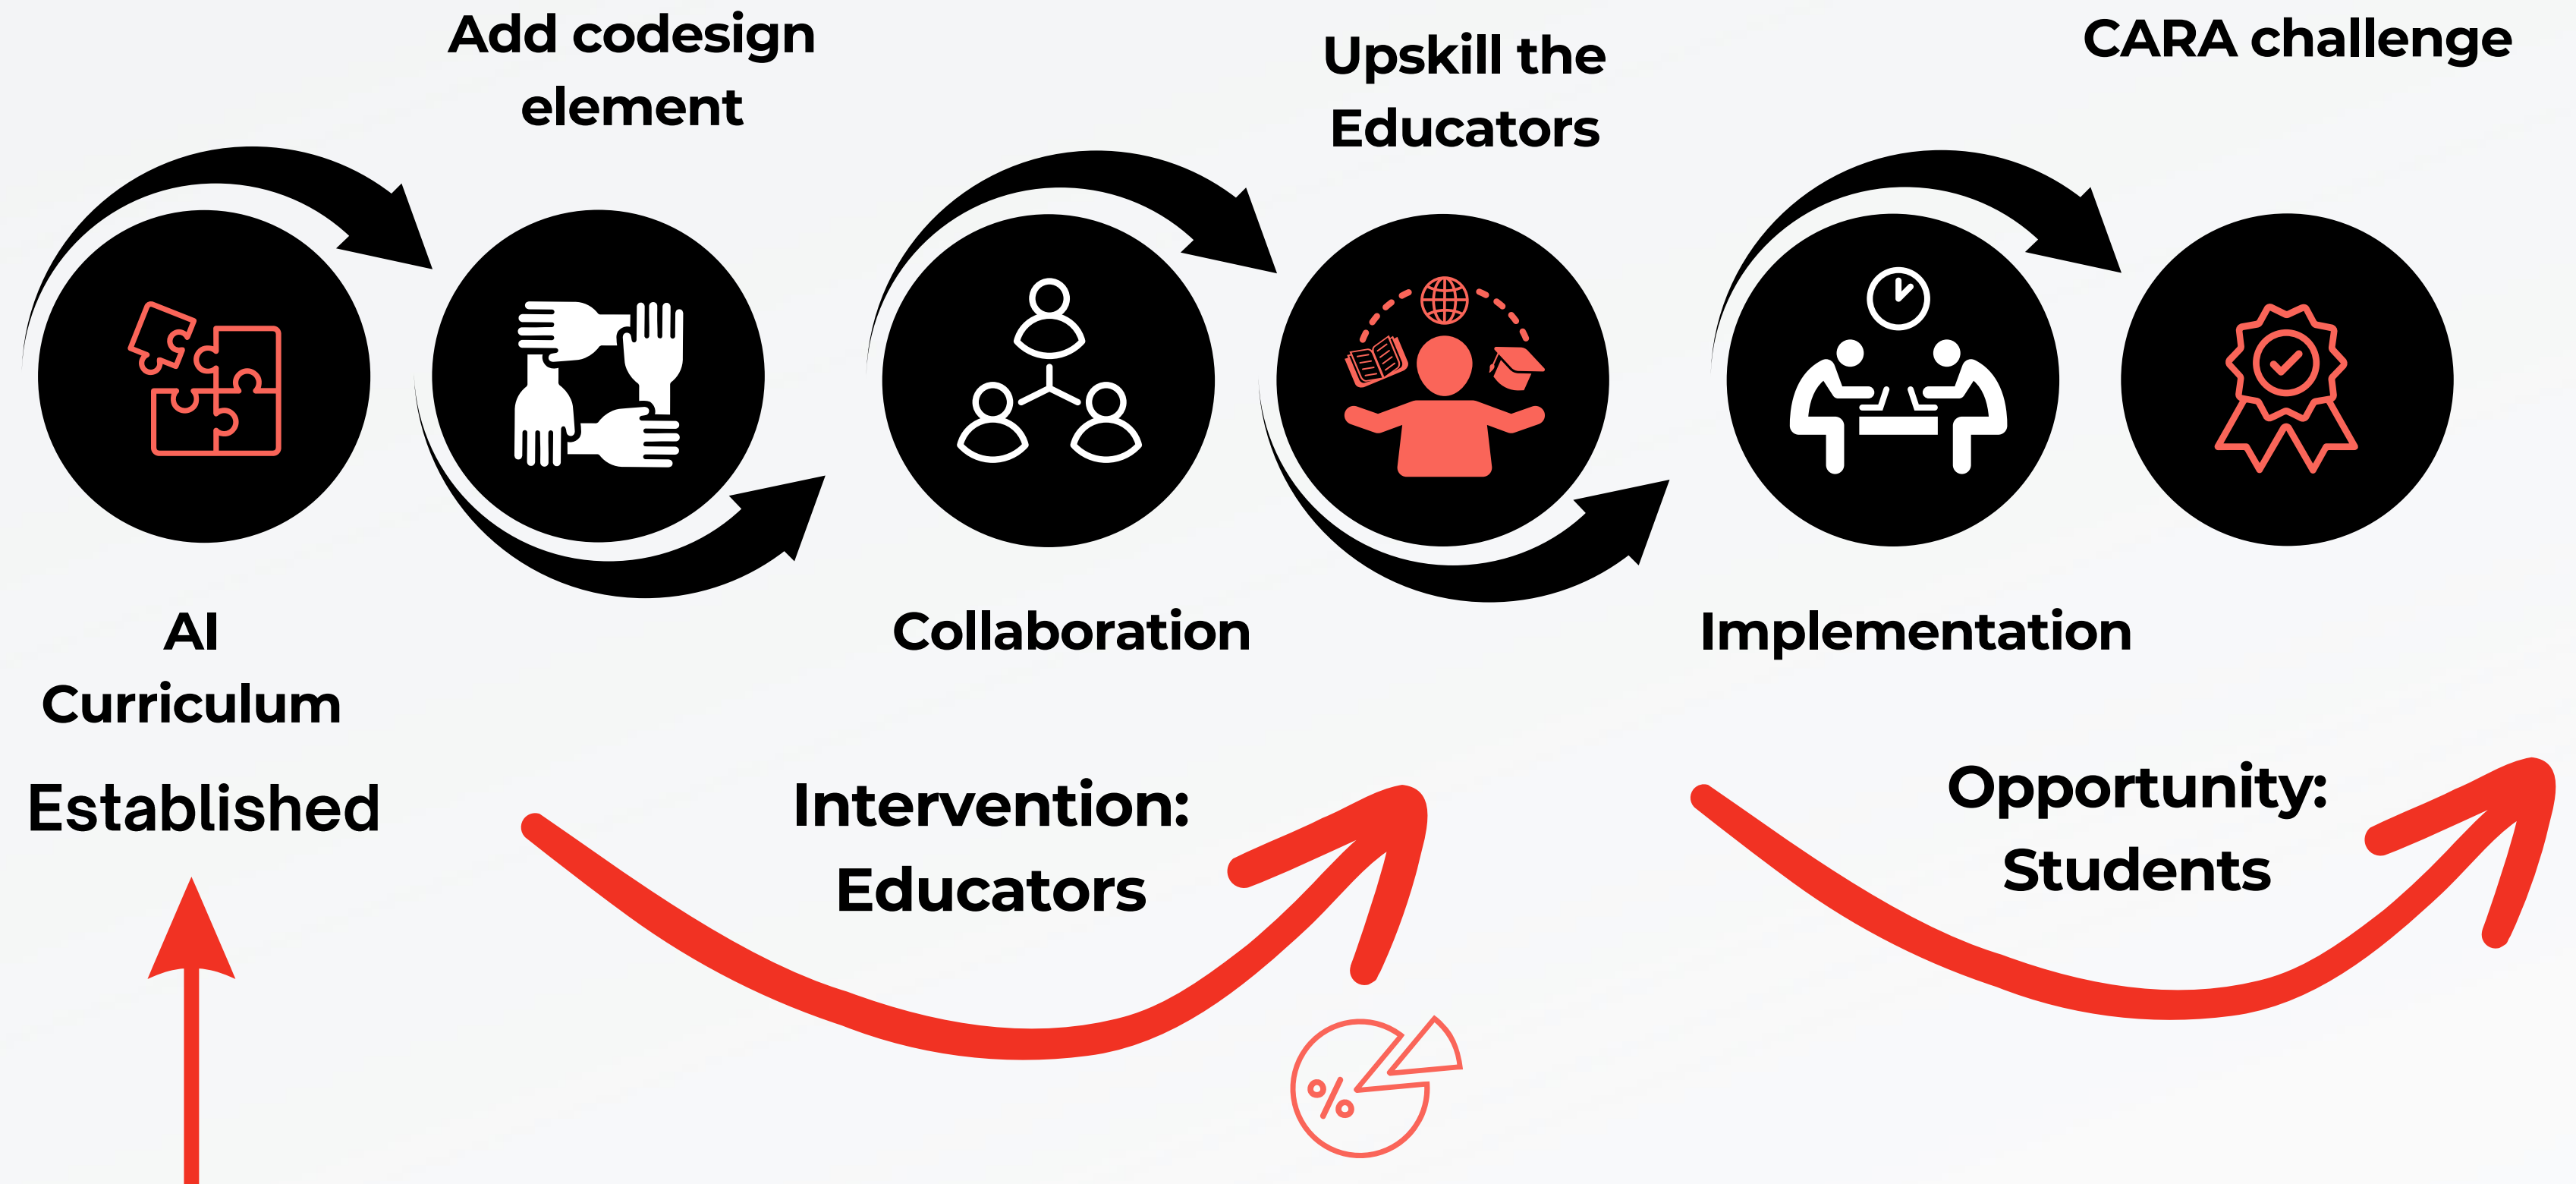 Add codesign
element
Upskill the
Educators
CARA challenge
AI
Curriculum
Collaboration
Implementation
Established
Intervention:
Educators
Opportunity:
Students
%